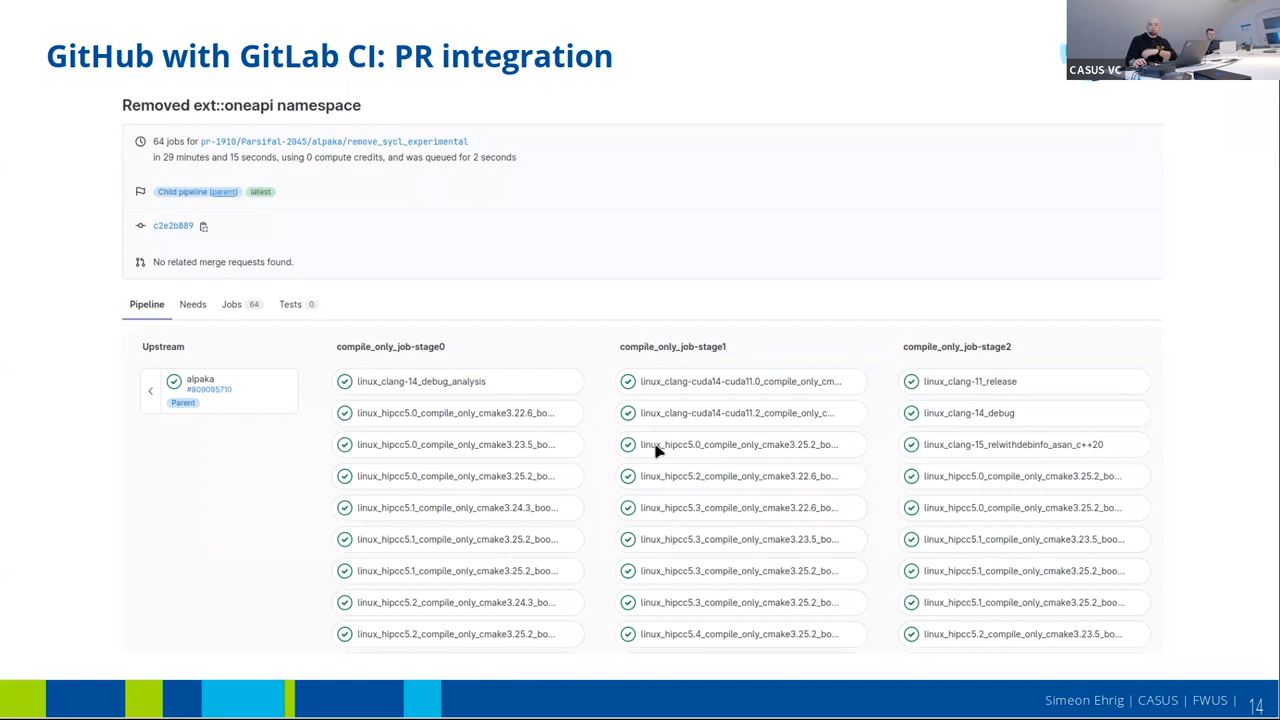 GitHub with GitLab CI: PR integration
CASUS VC
Removed ext::oneapi namespace
64 jobs for pr-1910/Parsifal-2045/alpaka/remove_sycl_experimental
in 29 minutes and 15 seconds, using 0 compute credits, and was queued for 2 seconds
Child pipeline (parent) latest
c2e2b889
No related merge requests found.
Pipeline Needs Jobs 64 Tests 0
Upstream
alpaka
#809095710
Parent
compile_only_job-stage0
linux_clang-14_debug_analysis
linux_hipcc5.0_compile_only_cmake3.22.6_bo...
linux_hipcc5.0_compile_only_cmake3.23.5_bo...
linux_hipcc5.0_compile_only_cmake3.25.2_bo...
linux_hipcc5.1_compile_only_cmake3.24.3_boo...
linux_hipcc5.1_compile_only_cmake3.25.2_boo...
linux_hipcc5.1_compile_only_cmake3.25.2_boo...
linux_hipcc5.2_compile_only_cmake3.24.3_bo...
linux_hipcc5.2_compile_only_cmake3.25.2_boo...
compile_only_job-stage1
linux_clang-cuda14-cuda11.0_compile_only_cm...
linux_clang-cuda14-cuda11.2_compile_only_c...
linux_hipcc5.0_compile_only_cmake3.25.2_bo...
linux_hipcc5.2_compile_only_cmake3.22.6_bo...
linux_hipcc5.3_compile_only_cmake3.22.6_bo...
linux_hipcc5.3_compile_only_cmake3.23.5_bo...
linux_hipcc5.3_compile_only_cmake3.25.2_bo...
linux_hipcc5.3_compile_only_cmake3.25.2_bo...
linux_hipcc5.4_compile_only_cmake3.25.2_bo...
compile_only_job-stage2
linux_clang-11_release
linux_clang-14_debug
linux_clang-15_relwithdebinfo_asan_c++20
linux_hipcc5.0_compile_only_cmake3.25.2_bo...
linux_hipcc5.0_compile_only_cmake3.25.2_bo...
linux_hipcc5.1_compile_only_cmake3.23.5_boo...
linux_hipcc5.1_compile_only_cmake3.25.2_boo...
linux_hipcc5.1_compile_only_cmake3.25.2_boo...
linux_hipcc5.2_compile_only_cmake3.23.5_bo...
Simeon Ehrig | CASUS | FWUS |
14